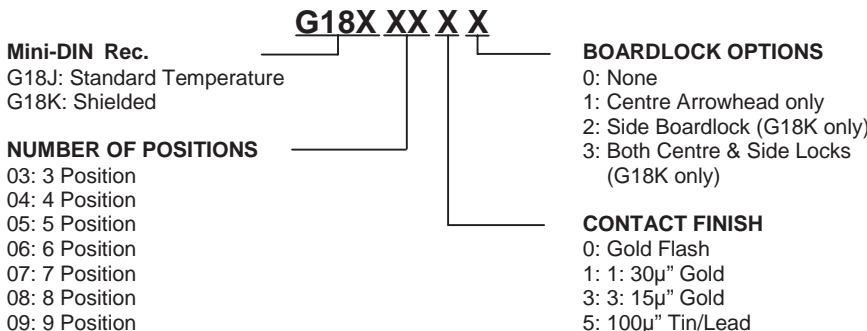 G18X XX X X
Mini-DIN Rec.
G18J: Standard Temperature
G18K: Shielded
NUMBER OF POSITIONS
03: 3 Position
04: 4 Position
05: 5 Position
06: 6 Position
07: 7 Position
08: 8 Position
09: 9 Position
BOARDLOCK OPTIONS
0: None
1: Centre Arrowhead only
2: Side Boardlock (G18K only)
3: Both Centre & Side Locks
(G18K only)
CONTACT FINISH
0: Gold Flash
1: 1: 30µ” Gold
3: 3: 15µ” Gold
5: 100µ” Tin/Lead